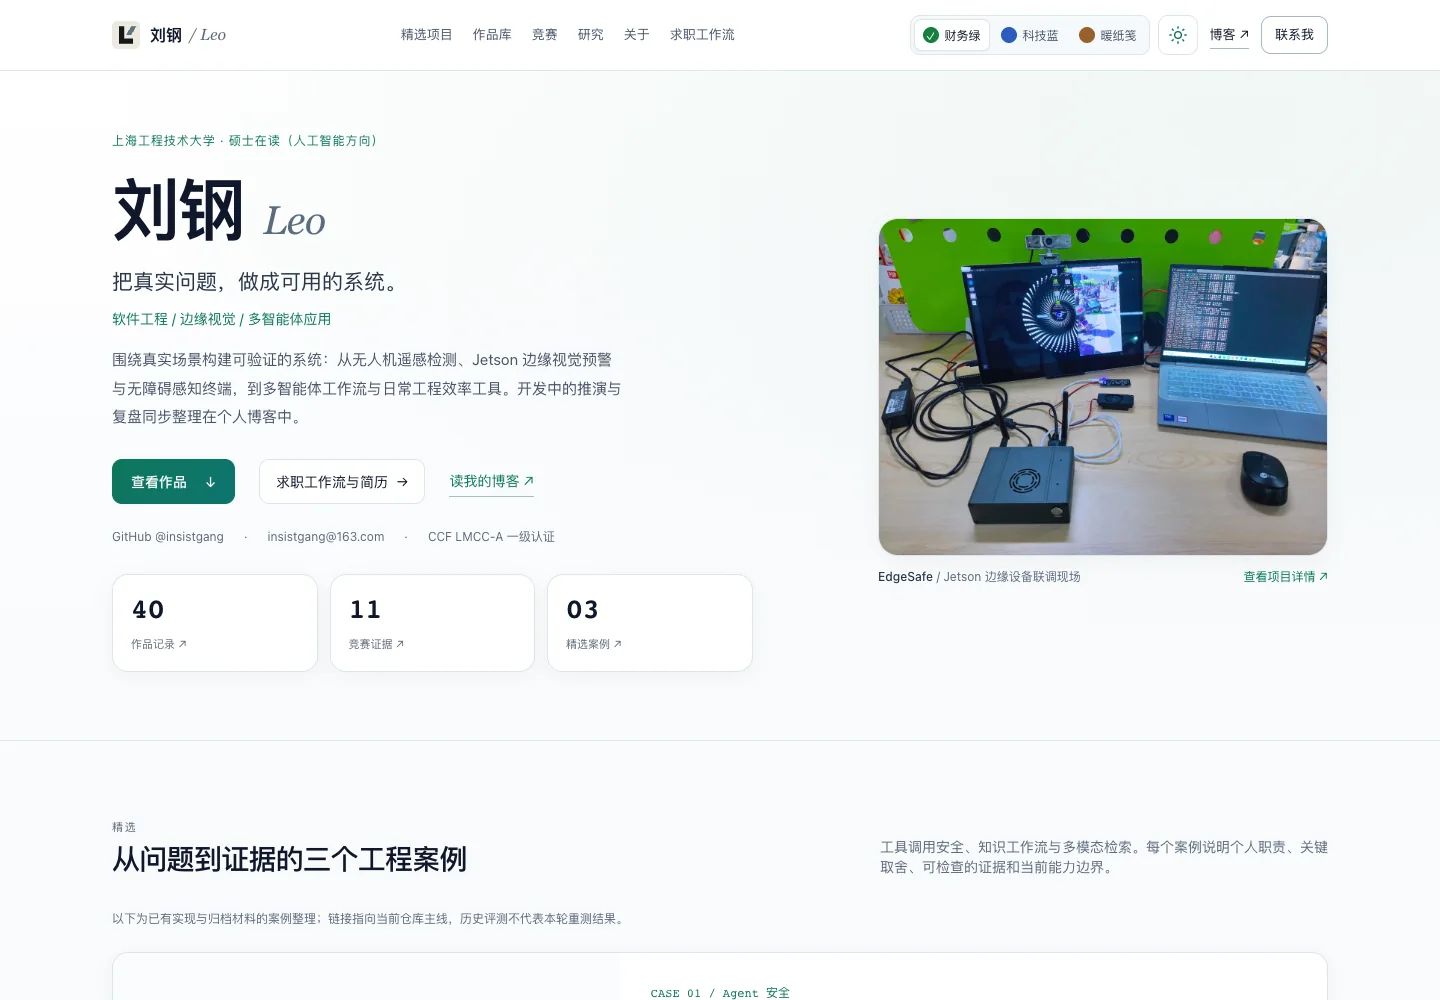 刘钢 / Leo
精选项目 作品库 竞赛 研究 关于 求职工作流
财务绿 科技蓝 暖纸笺
博客 ↗ 联系我
上海工程技术大学 · 硕士在读（人工智能方向）
刘钢 Leo
把真实问题，做成可用的系统。
软件工程 / 边缘视觉 / 多智能体应用
围绕真实场景构建可验证的系统：从无人机遥感检测、Jetson 边缘视觉预警
与无障碍感知终端，到多智能体工作流与日常工程效率工具。开发中的推演与
复盘同步整理在个人博客中。
查看作品 ↓ 求职工作流与简历 → 读我的博客 ↗
GitHub @insistgang · insistgang@163.com · CCF LMCC-A 一级认证
40 11 03
作品记录 ↗ 竞赛证据 ↗ 精选案例 ↗
EdgeSafe / Jetson 边缘设备联调现场 查看项目详情 ↗
精选
从问题到证据的三个工程案例
工具调用安全、知识工作流与多模态检索。每个案例说明个人职责、关键
取舍、可检查的证据和当前能力边界。
以下为已有实现与归档材料的案例整理；链接指向当前仓库主线，历史评测不代表本轮重测结果。
CASE 01 / Agent 安全